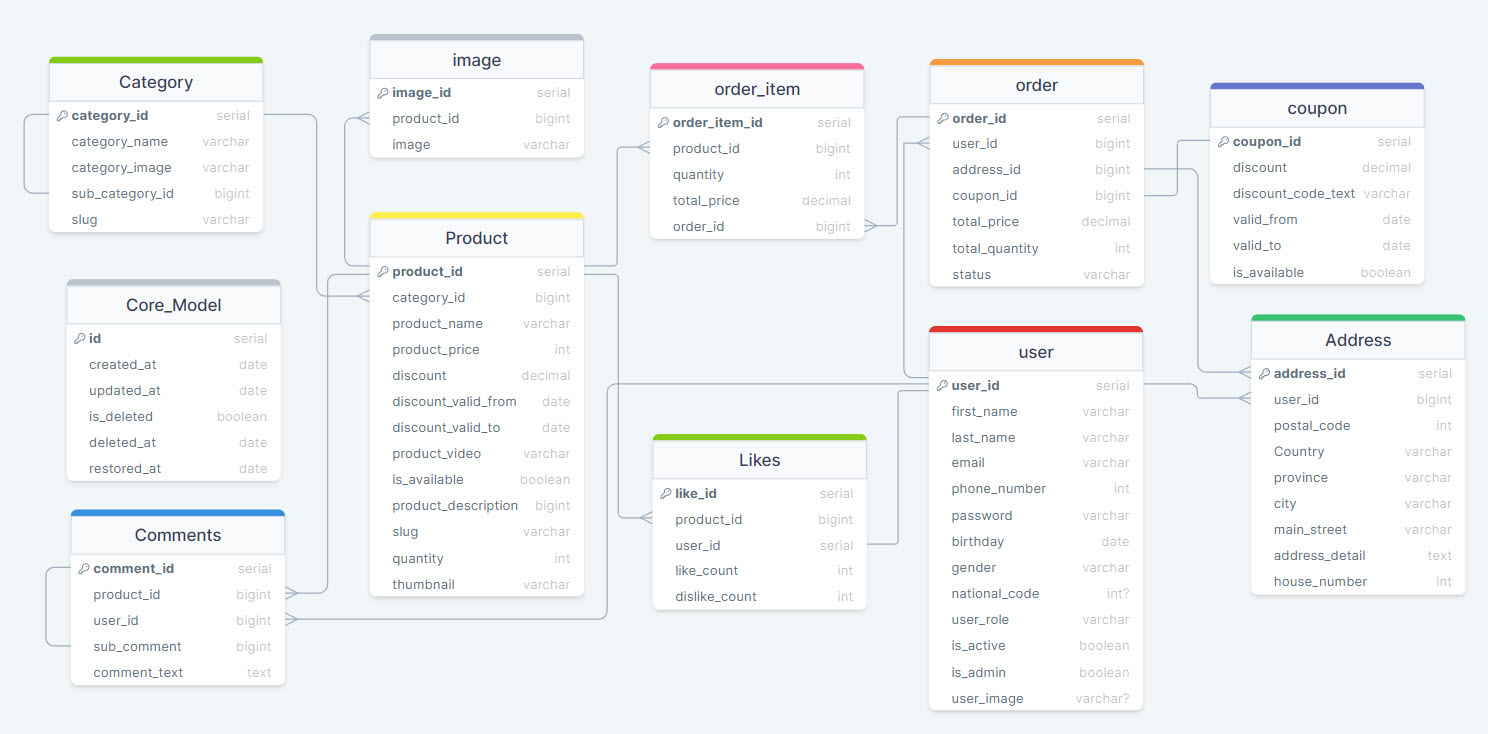 Category
category_id serial
category_name varchar
category_image varchar
sub_category_id bigint
slug varchar
image
image_id serial
product_id bigint
image varchar
order_item
order_item_id serial
product_id bigint
quantity int
total_price decimal
order_id bigint
order
order_id serial
user_id bigint
address_id bigint
coupon_id bigint
total_price decimal
total_quantity int
status varchar
coupon
coupon_id serial
discount decimal
discount_code_text varchar
valid_from date
valid_to date
is_available boolean
Core_Model
id serial
created_at date
updated_at date
is_deleted boolean
deleted_at date
restored_at date
Product
product_id serial
category_id bigint
product_name varchar
product_price int
discount decimal
discount_valid_from date
discount_valid_to date
product_video varchar
is_available boolean
product_description bigint
slug varchar
quantity int
thumbnail varchar
Likes
like_id serial
product_id bigint
user_id serial
like_count int
dislike_count int
user
user_id serial
first_name varchar
last_name varchar
email varchar
phone_number int
password varchar
birthday date
gender varchar
national_code int?
user_role varchar
is_active boolean
is_admin boolean
user_image varchar?
Address
address_id serial
user_id bigint
postal_code int
Country varchar
province varchar
city varchar
main_street varchar
address_detail text
house_number int
Comments
comment_id serial
product_id bigint
user_id bigint
sub_comment bigint
comment_text text